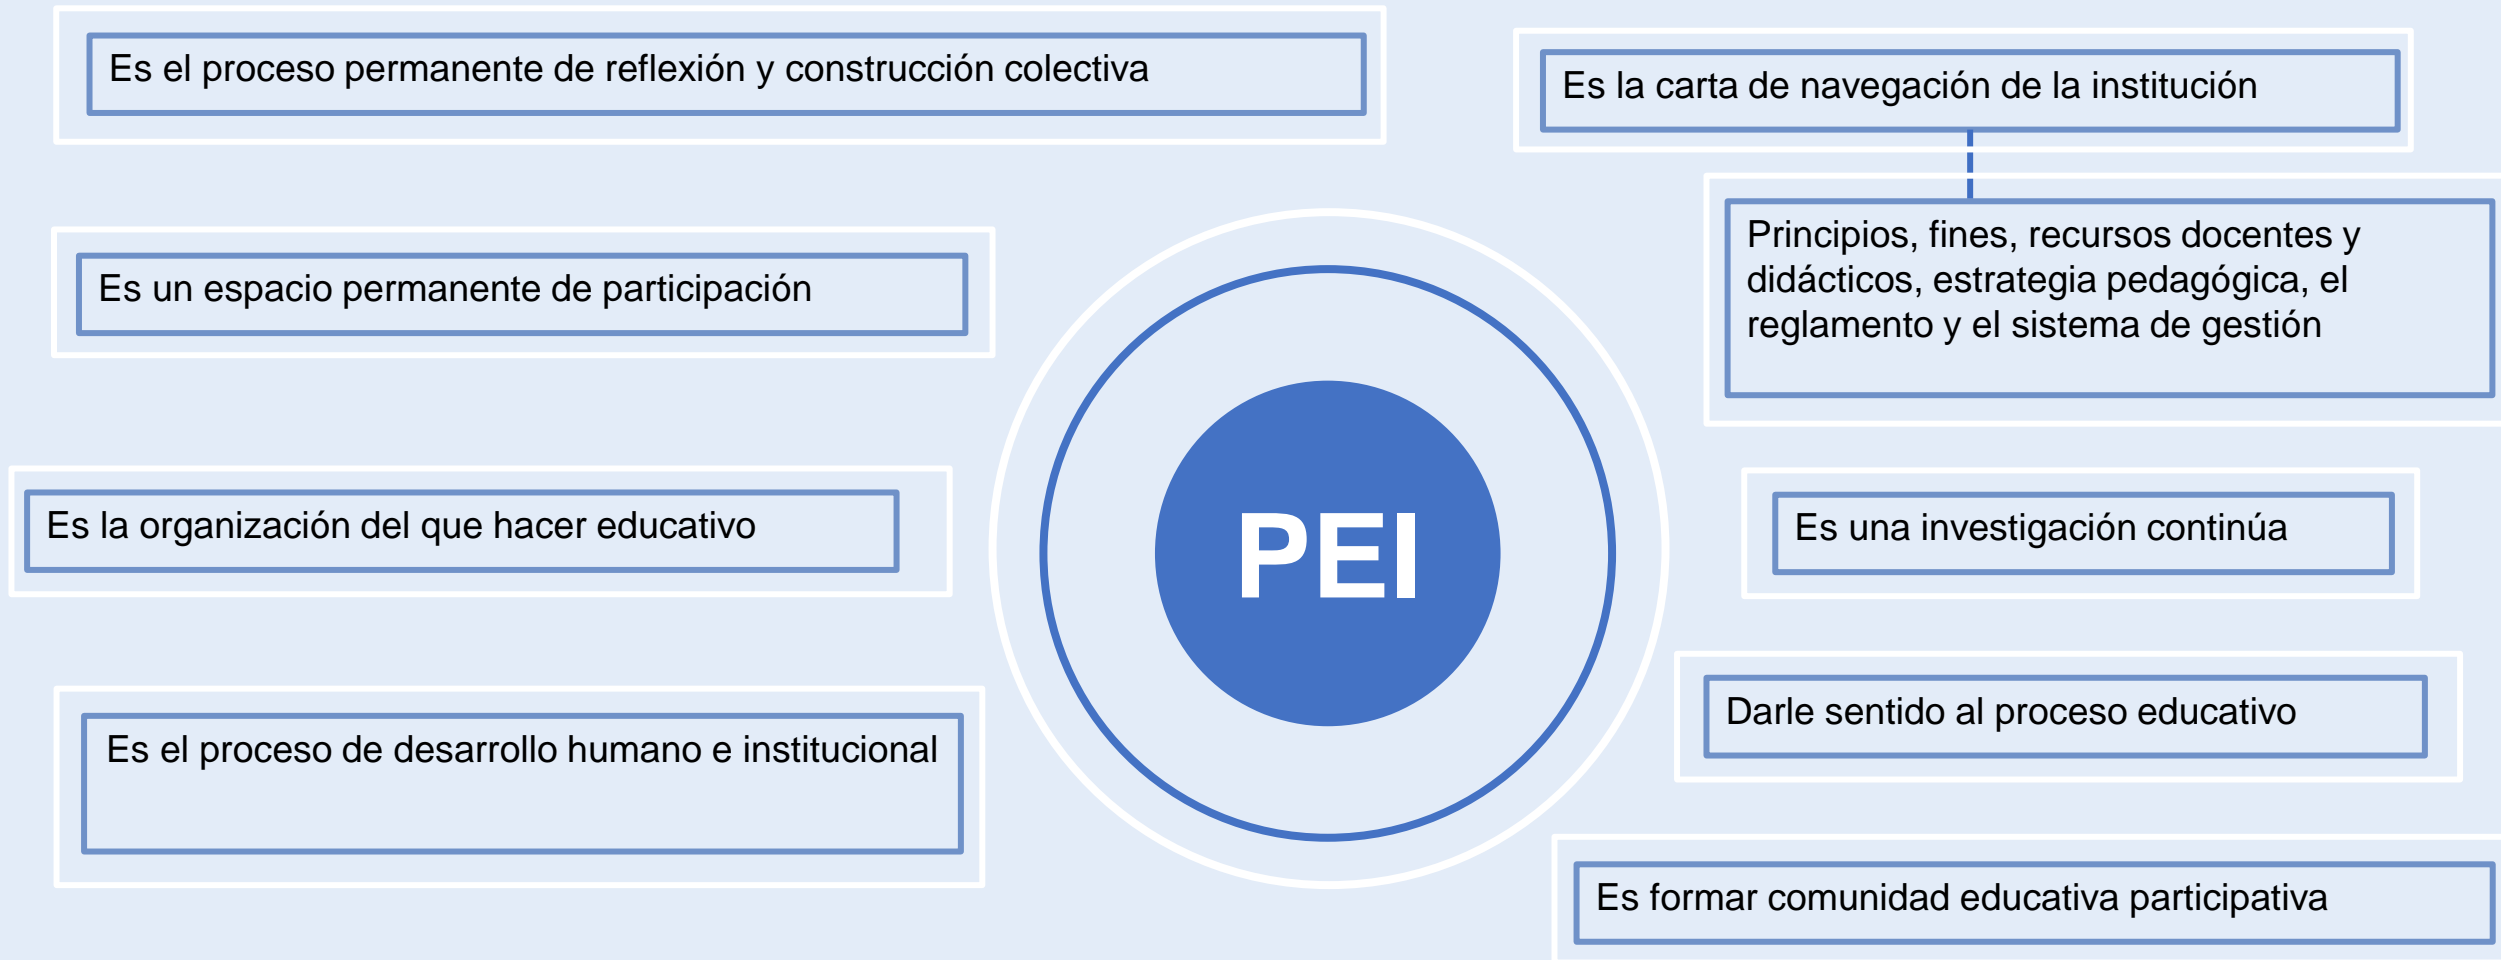 Es el proceso permanente de reflexión y construcción colectiva
Es la carta de navegación de la institución
Es un espacio permanente de participación
Principios, fines, recursos docentes y
didácticos, estrategia pedagógica, el
reglamento y el sistema de gestión
PEI
Es la organización del que hacer educativo
Es una investigación continúa
Es el proceso de desarrollo humano e institucional
Darle sentido al proceso educativo
Es formar comunidad educativa participativa